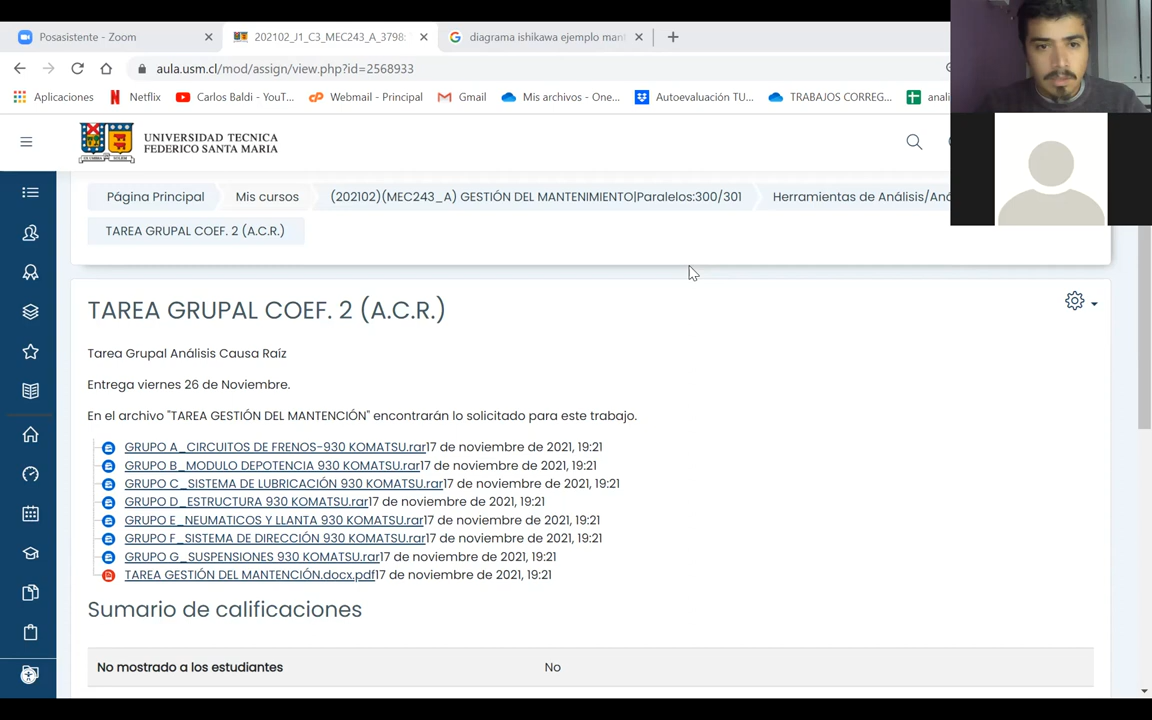 Posasistente - Zoom
202102_J1_C3_MEC243_A_3798:
diagrama ishikawa ejemplo mant
aula.usm.cl/mod/assign/view.php?id=2568933
Aplicaciones
Netflix
Carlos Baldi - YouT...
Webmail - Principal
Gmail
Mis archivos - One...
Autoevaluación TU...
TRABAJOS CORREG...
anali
UNIVERSIDAD TECNICA
FEDERICO SANTA MARIA
Página Principal
Mis cursos
(202102)(MEC243_A) GESTIÓN DEL MANTENIMIENTO|Paralelos:300/301
Herramientas de Análisis/Aná
TAREA GRUPAL COEF. 2 (A.C.R.)
TAREA GRUPAL COEF. 2 (A.C.R.)
Tarea Grupal Análisis Causa Raíz
Entrega viernes 26 de Noviembre.
En el archivo "TAREA GESTIÓN DEL MANTENCIÓN" encontrarán lo solicitado para este trabajo.
GRUPO A_CIRCUITOS DE FRENOS-930 KOMATSU.rar17 de noviembre de 2021, 19:21
GRUPO B_MODULO DEPOTENCIA 930 KOMATSU.rar17 de noviembre de 2021, 19:21
GRUPO C_SISTEMA DE LUBRICACIÓN 930 KOMATSU.rar17 de noviembre de 2021, 19:21
GRUPO D_ESTRUCTURA 930 KOMATSU.rar17 de noviembre de 2021, 19:21
GRUPO E_NEUMATICOS Y LLANTA 930 KOMATSU.rar17 de noviembre de 2021, 19:21
GRUPO F_SISTEMA DE DIRECCIÓN 930 KOMATSU.rar17 de noviembre de 2021, 19:21
GRUPO G_SUSPENSIONES 930 KOMATSU.rar17 de noviembre de 2021, 19:21
TAREA GESTIÓN DEL MANTENCIÓN.docx.pdf17 de noviembre de 2021, 19:21
Sumario de calificaciones
No mostrado a los estudiantes
No